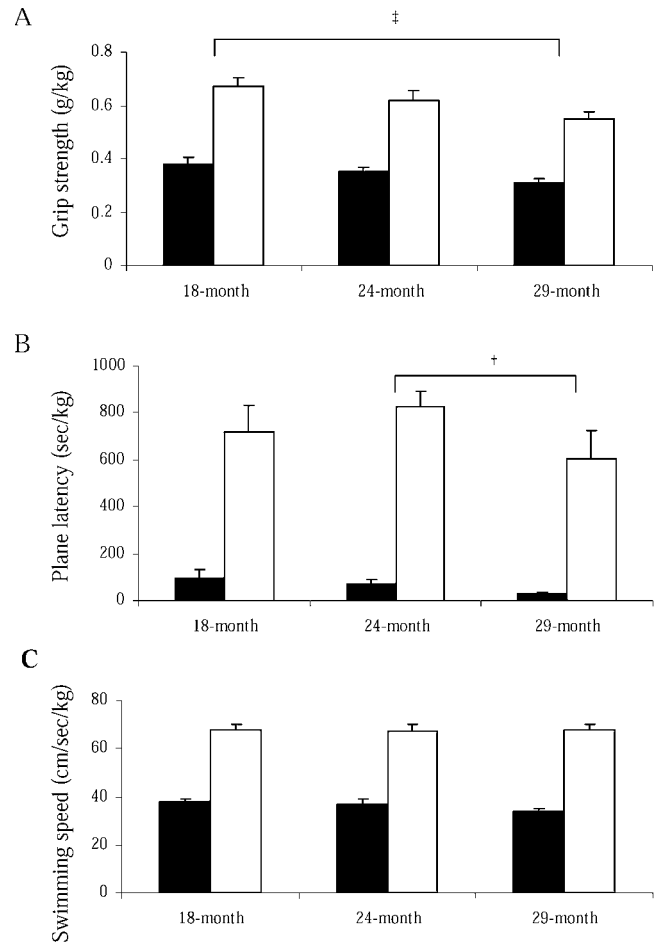 A
‡
Grip strength (g/kg)
0.8
0.6
0.4
0.2
0
18-month 24-month 29-month
B
†
Plane latency (sec/kg)
1000
800
600
400
200
0
18-month 24-month 29-month
C
Swimming speed (cm/sec/kg)
80
60
40
20
0
18-month 24-month 29-month